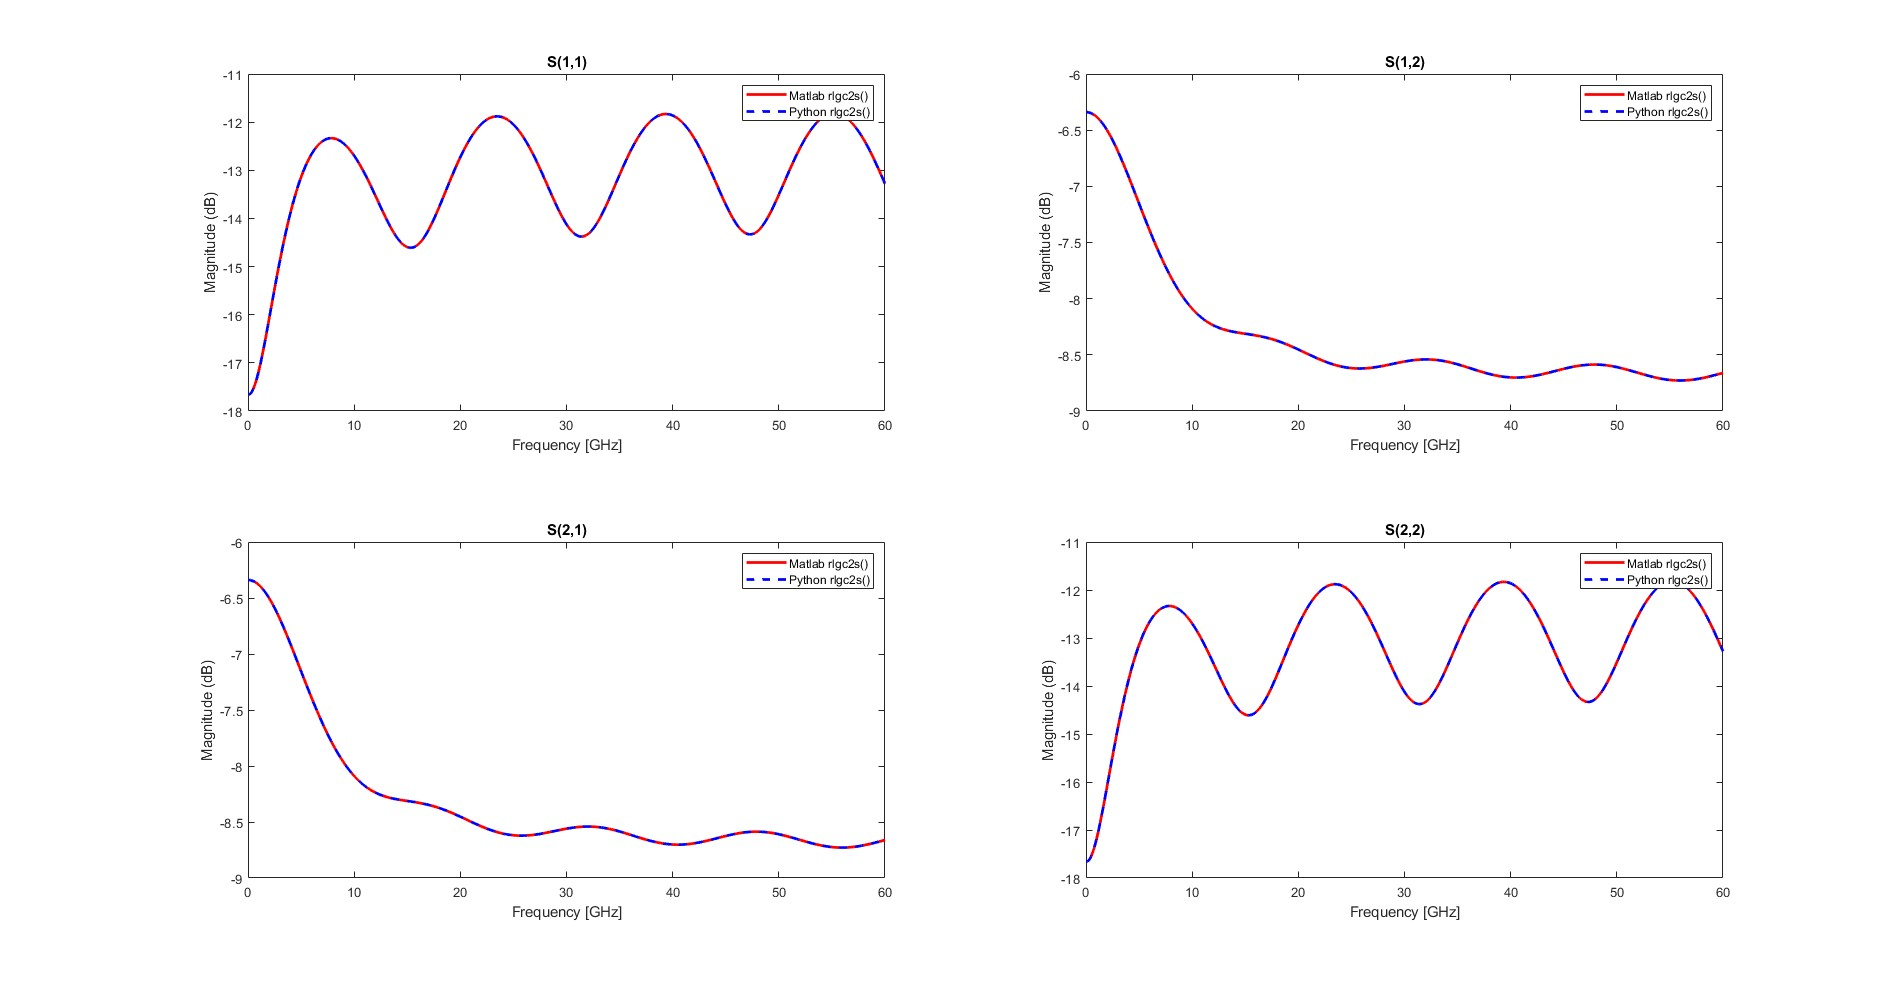 S(1,1)
-11
-12
-13
-14
-15
-16
-17
-18
Magnitude (dB)
Matlab rlgc2s()
Python rlgc2s()
0 10 20 30 40 50 60
Frequency [GHz]
S(1,2)
-6
-6.5
-7
-7.5
-8
-8.5
-9
Magnitude (dB)
Matlab rlgc2s()
Python rlgc2s()
0 10 20 30 40 50 60
Frequency [GHz]
S(2,1)
-6
-6.5
-7
-7.5
-8
-8.5
-9
Magnitude (dB)
Matlab rlgc2s()
Python rlgc2s()
0 10 20 30 40 50 60
Frequency [GHz]
S(2,2)
-11
-12
-13
-14
-15
-16
-17
-18
Magnitude (dB)
Matlab rlgc2s()
Python rlgc2s()
0 10 20 30 40 50 60
Frequency [GHz]